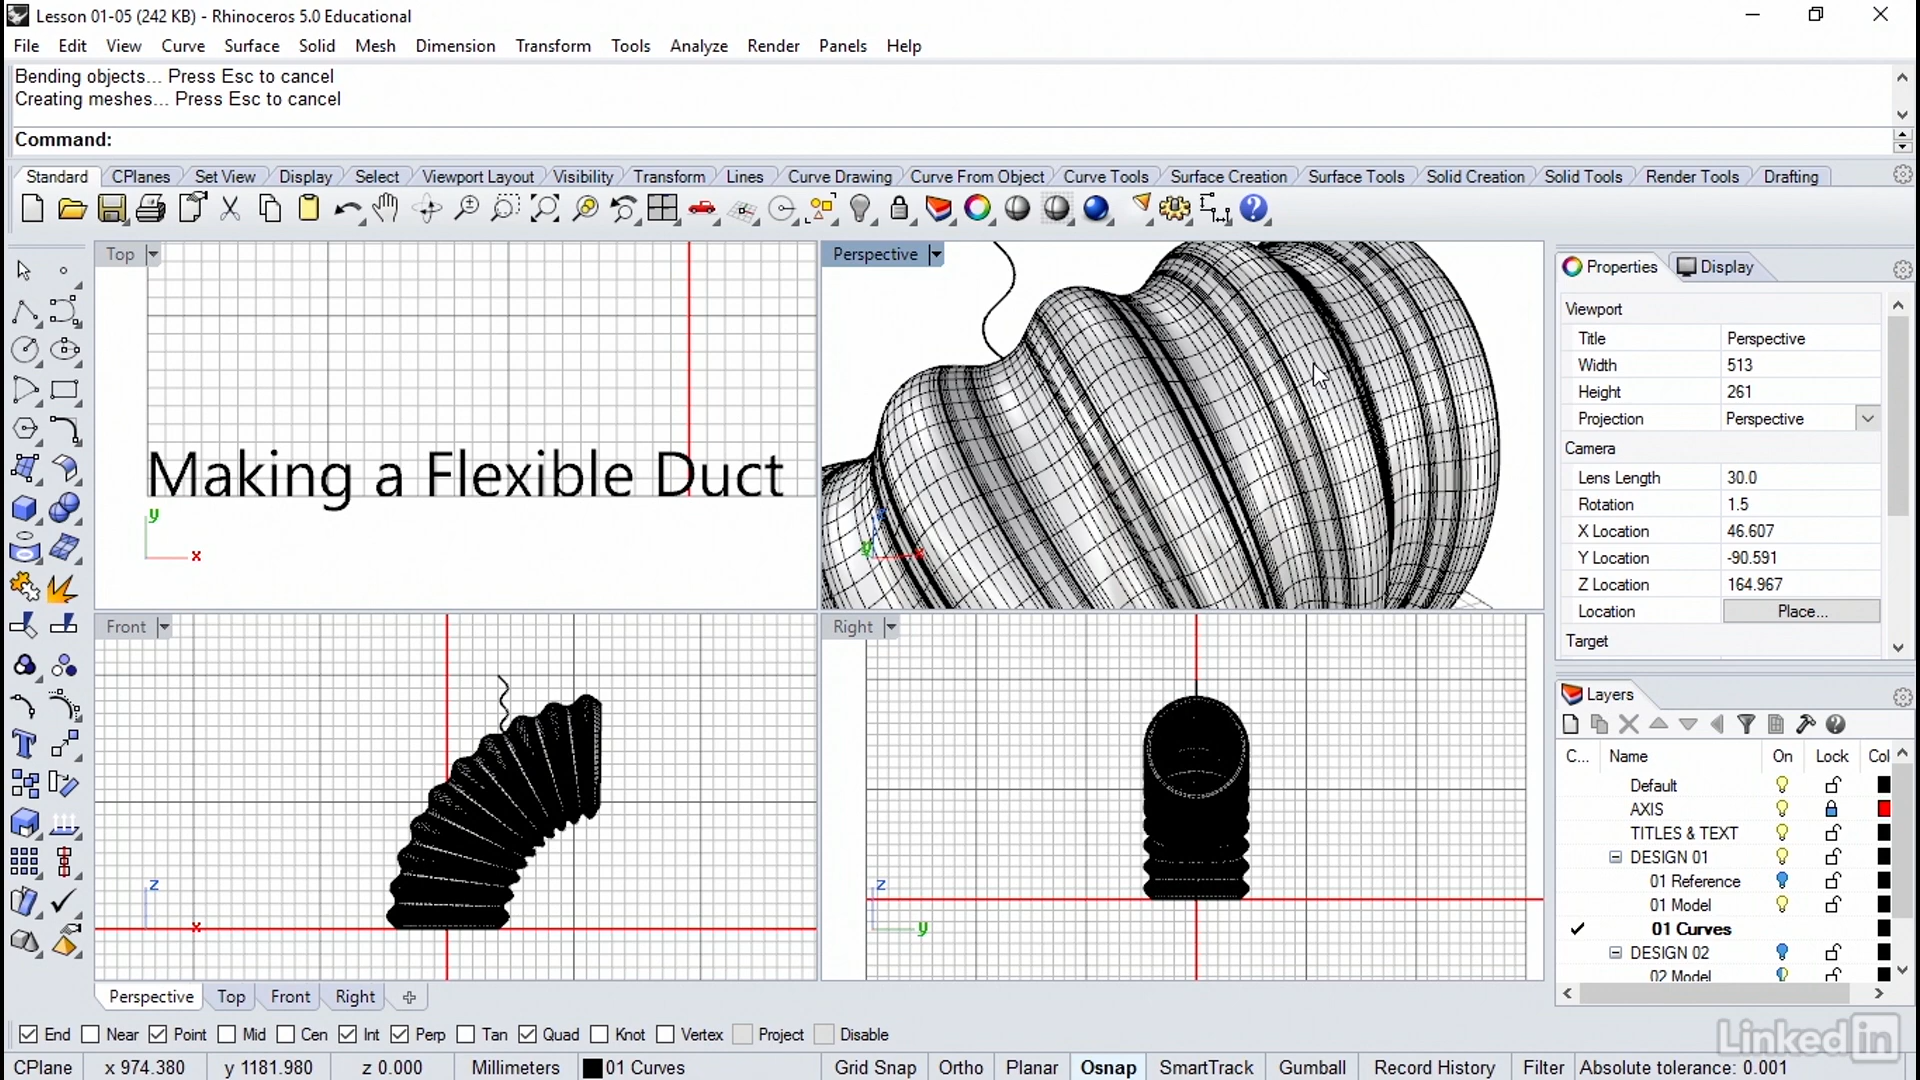 Lesson 01-05 (242 KB) - Rhinoceros 5.0 Educational
File Edit View Curve Surface Solid Mesh Dimension Transform Tools Analyze Render Panels Help
Bending objects... Press Esc to cancel
Creating meshes... Press Esc to cancel
Command:
Standard CPlanes Set View Display Select Viewport Layout Visibility Transform Lines Curve Drawing Curve From Object Curve Tools Surface Creation Surface Tools Solid Creation Solid Tools Render Tools Drafting
Top
Making a Flexible Duct
y
x
Perspective
z
y
x
Front
z
x
Right
z
y
Properties Display
Viewport
Title Perspective
Width 513
Height 261
Projection Perspective
Camera
Lens Length 30.0
Rotation 1.5
X Location 46.607
Y Location -90.591
Z Location 164.967
Location Place...
Target
Layers
C... Name On Lock Col
Default
AXIS
TITLES & TEXT
DESIGN 01
01 Reference
01 Model
01 Curves
DESIGN 02
02 Model
Perspective Top Front Right
End Near Point Mid Cen Int Perp Tan Quad Knot Vertex Project Disable
CPlane x 974.380 y 1181.980 z 0.000 Millimeters 01 Curves Grid Snap Ortho Planar Osnap SmartTrack Gumball Record History Filter Absolute tolerance: 0.001
LinkedIn